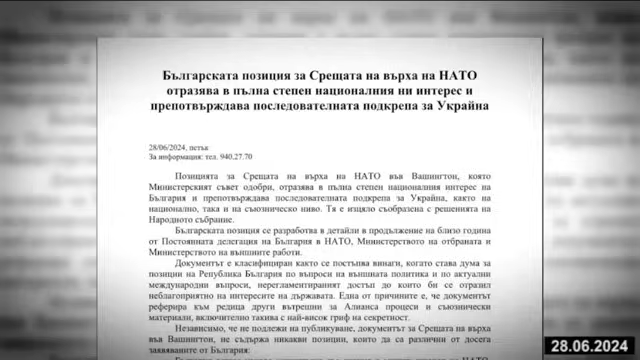 Българската позиция за Срещата на върха на НАТО
отразява в пълна степен националния ни интерес и
препотвърждава последователната подкрепа за Украйна
28/06/2024, петък
За информация: тел. 940.27.70
Позицията за Срещата на върха на НАТО във Вашингтон, която
Министерският съвет одобри, отразява в пълна степен националния интерес на
България и препотвърждава последователната подкрепа за Украйна, както на
национално, така и на съюзническо ниво. Тя е изцяло съобразена с решенията на
Народното събрание.
Българската позиция се разработва в детайли в продължение на близо година
от Постоянната делегация на България в НАТО, Министерството на отбраната и
Министерството на външните работи.
Документът е класифициран както се постъпва винаги, когато става дума за
позиции на Република България по въпроси на външната политика и по актуални
международни въпроси, нерегламентираният достъп до които би се отразил
неблагоприятно на интересите на държавата. Една от причините е, че документът
реферира към редица други вътрешни за Алианса процеси и съюзнически
материали, включително такива с най-висок гриф на секретност.
Независимо, че не подлежи на публикуване, документът за Срещата на върха
във Вашингтон, не съдържа никакви позиции, които да са различни от досега
заявяваните от България:
28.06.2024